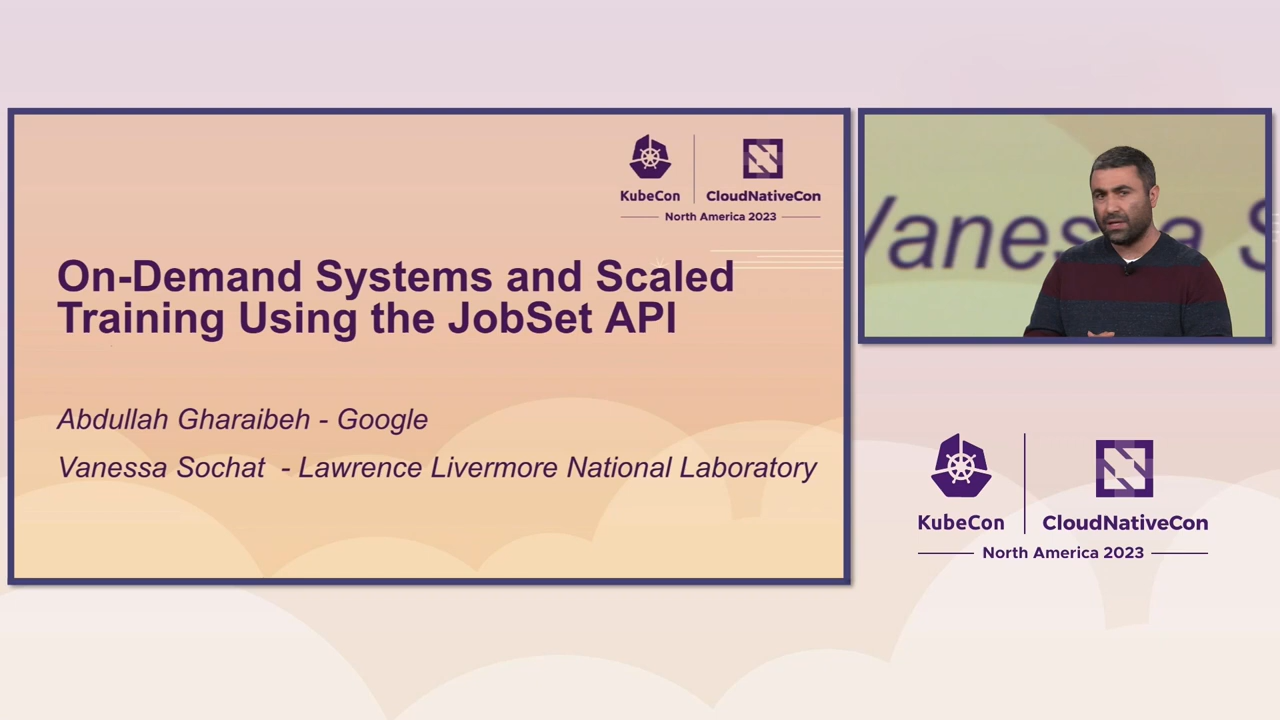 KubeCon
CloudNativeCon
North America 2023
On-Demand Systems and Scaled
Training Using the JobSet API
Abdullah Gharaibeh - Google
Vanessa Sochat - Lawrence Livermore National Laboratory
Vanessa S
KubeCon
CloudNativeCon
North America 2023